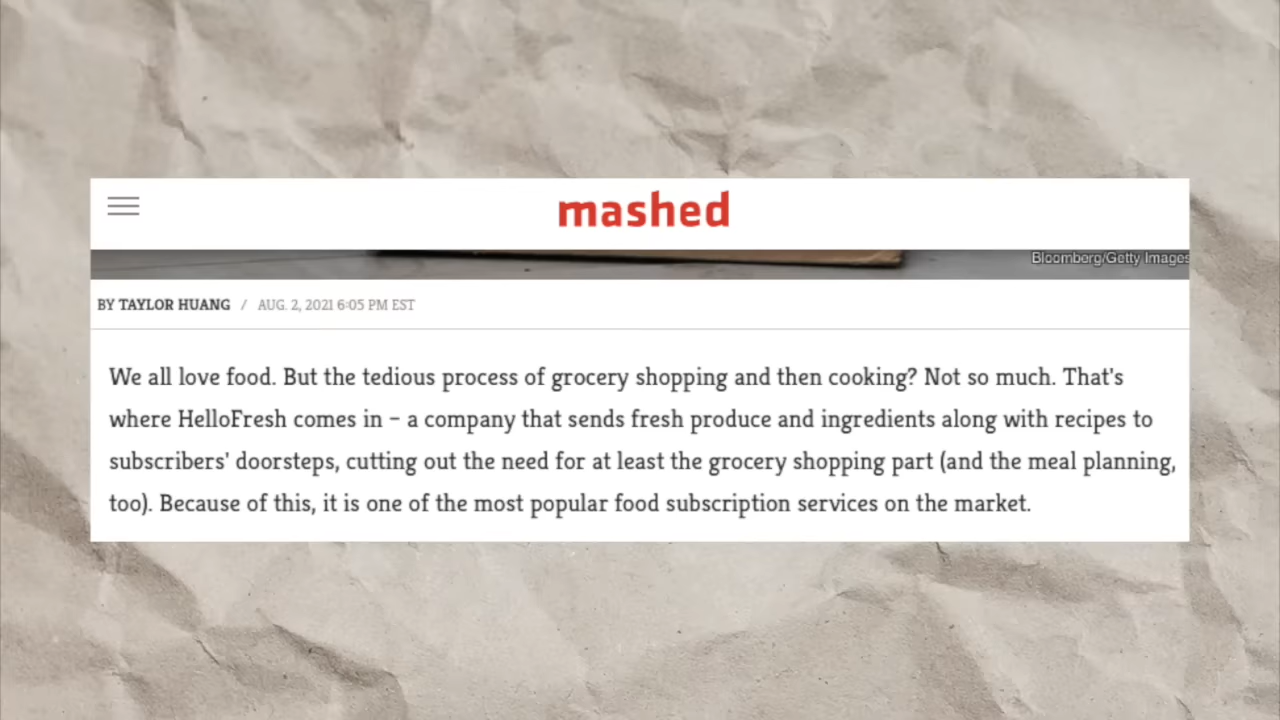 mashed
Bloomberg/Getty Images
BY TAYLOR HUANG / AUG. 2, 2021 6:05 PM EST
We all love food. But the tedious process of grocery shopping and then cooking? Not so much. That's
where HelloFresh comes in – a company that sends fresh produce and ingredients along with recipes to
subscribers' doorsteps, cutting out the need for at least the grocery shopping part (and the meal planning,
too). Because of this, it is one of the most popular food subscription services on the market.